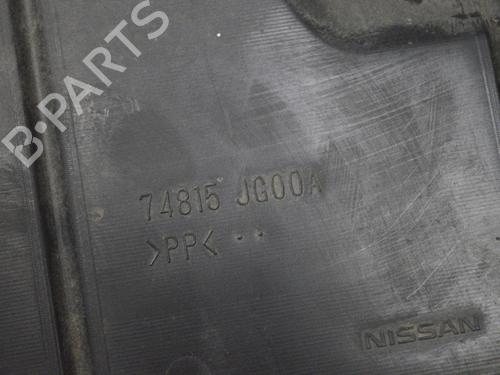 B-PARTS
74815 JG00A
>PP< ··
NISSAN